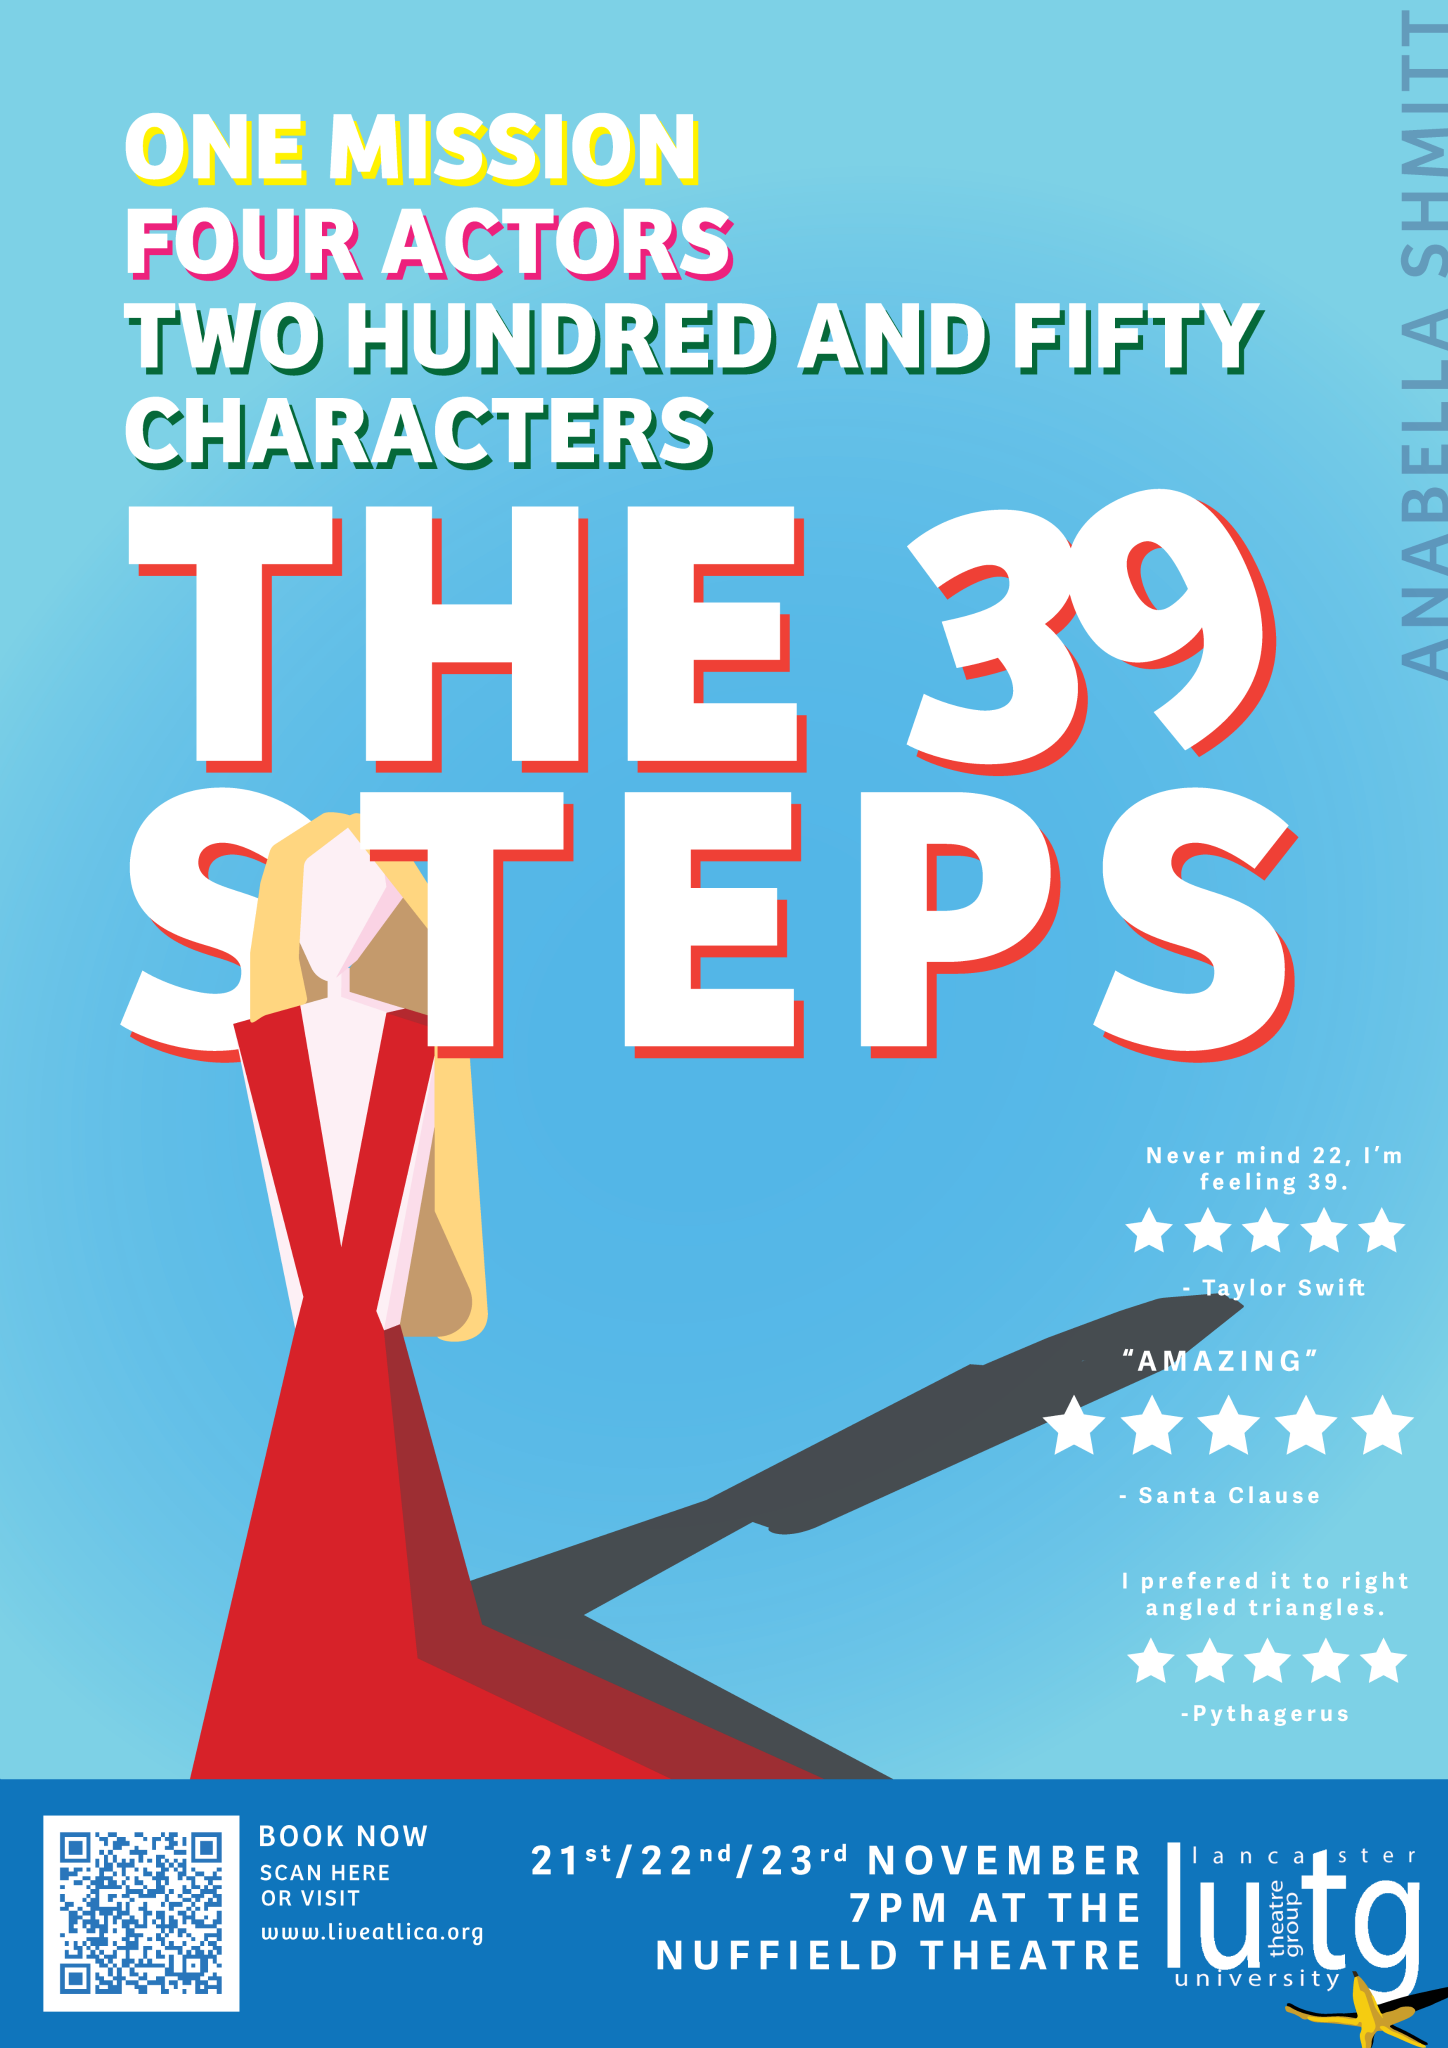 ANABELLA SHMITT
ONE MISSION
FOUR ACTORS
TWO HUNDRED AND FIFTY
CHARACTERS
THE 39
STEPS
Never mind 22, I'm
feeling 39.
- Taylor Swift
"AMAZING"
- Santa Clause
I prefered it to right
angled triangles.
-Pythagerus
BOOK NOW
SCAN HERE
OR VISIT
www.liveatlica.org
21st/22nd/23rd NOVEMBER
7PM AT THE
NUFFIELD THEATRE
lancaster
lutg
theatre
group
university